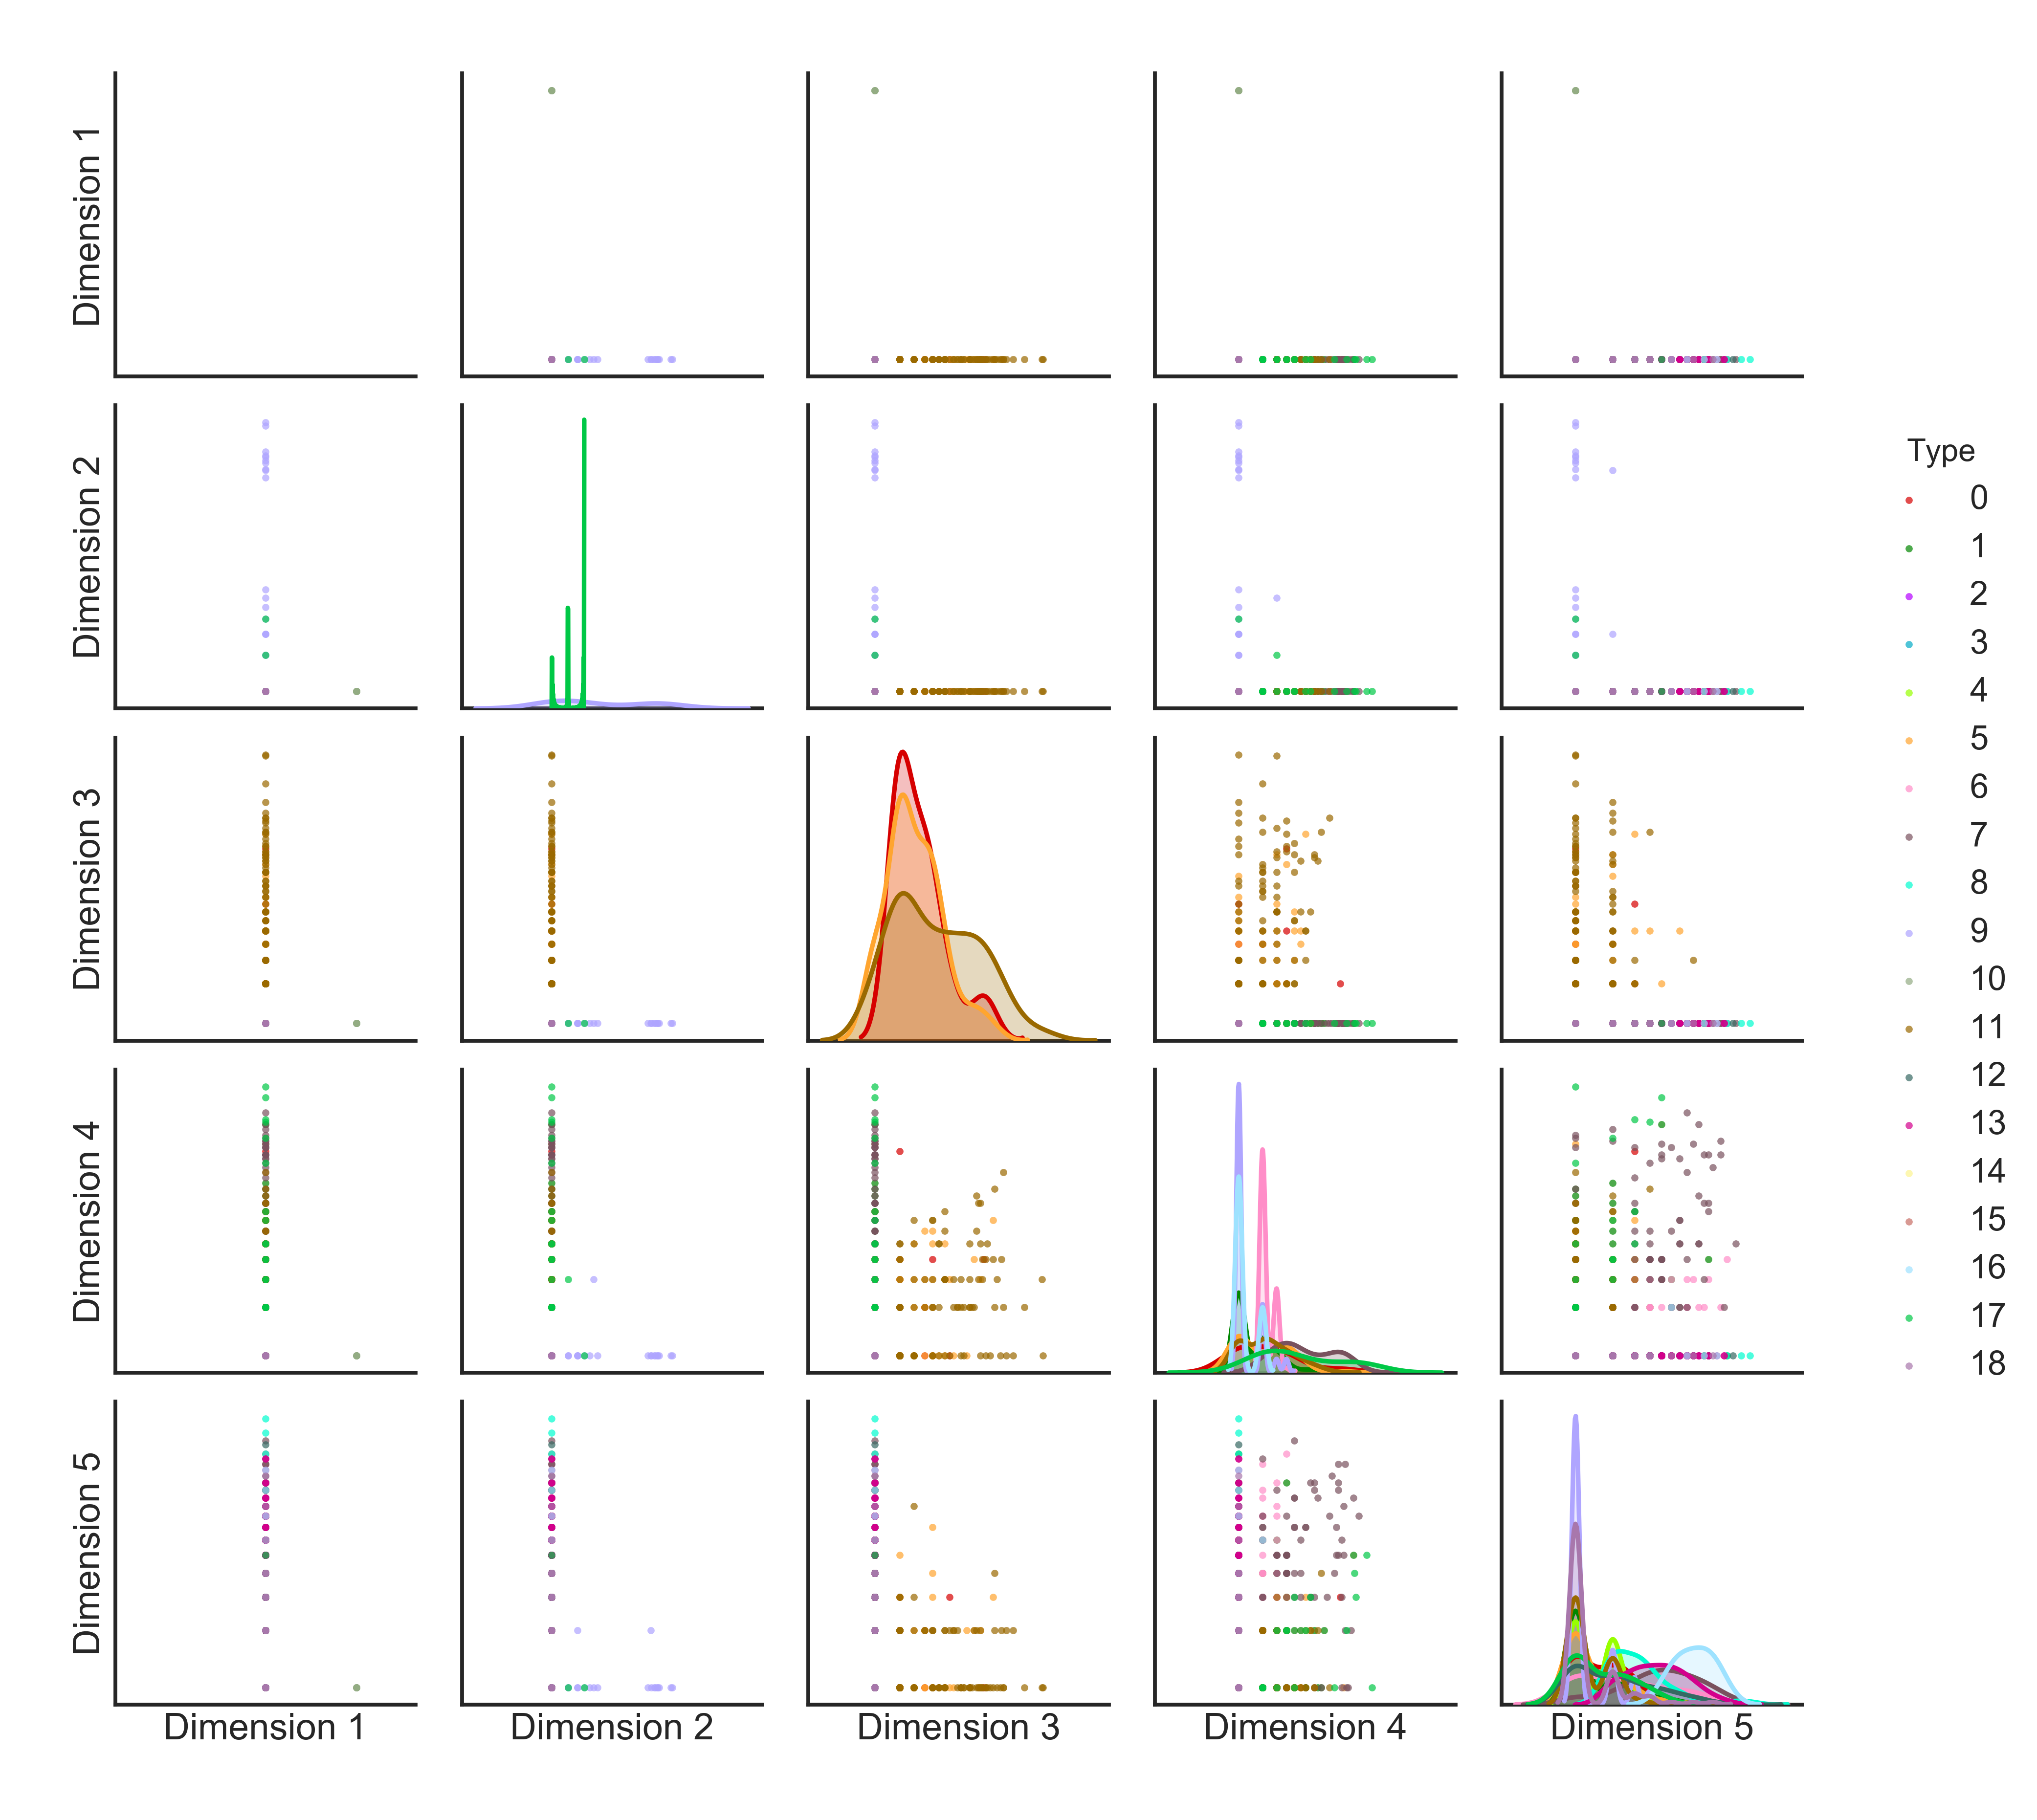 Dimension 1
Dimension 2
Dimension 3
Dimension 4
Dimension 5
Dimension 1 Dimension 2 Dimension 3 Dimension 4 Dimension 5
Type
0
1
2
3
4
5
6
7
8
9
10
11
12
13
14
15
16
17
18